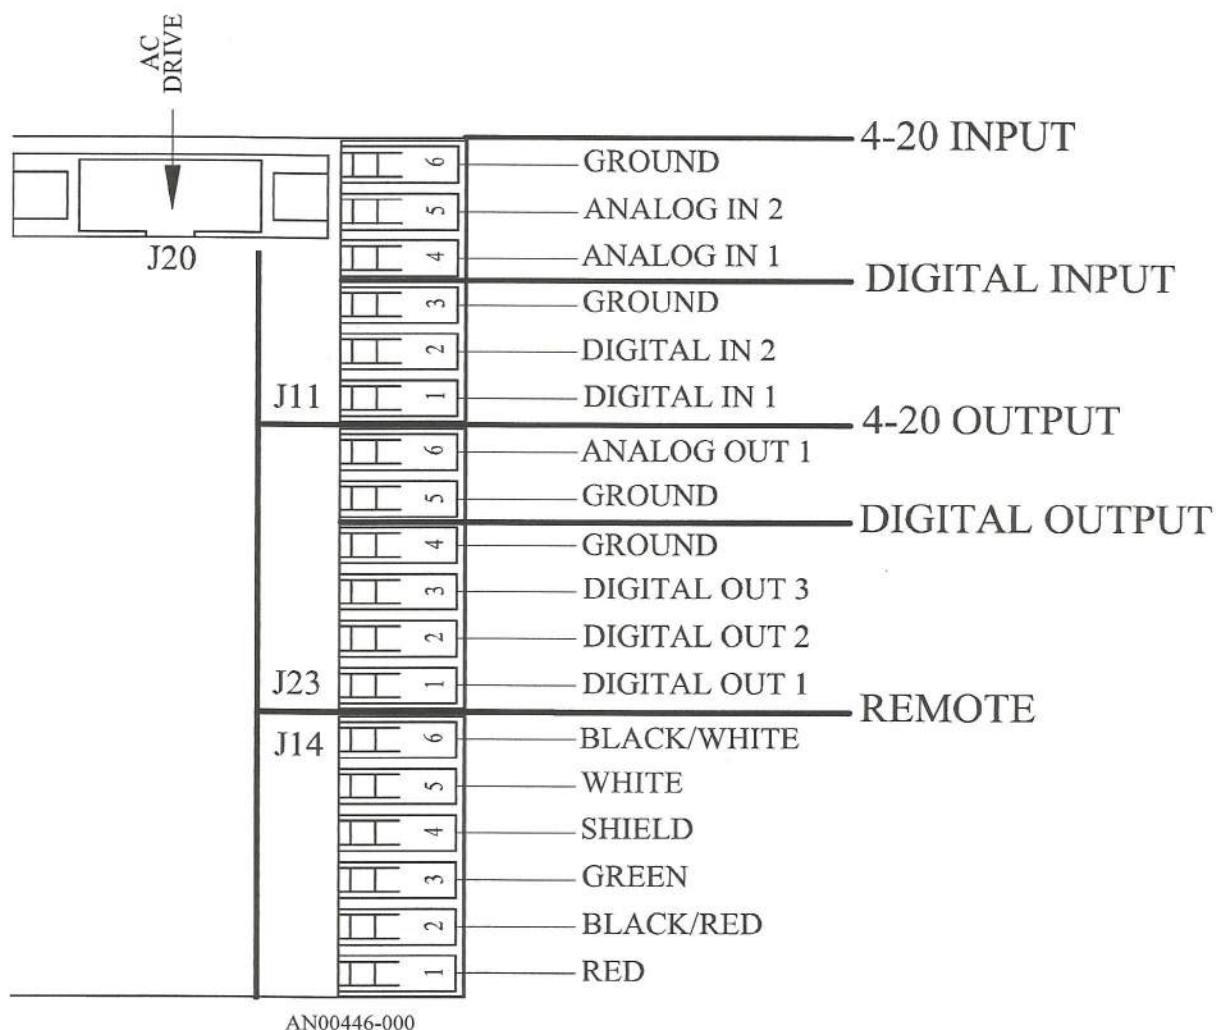 AC
DRIVE
4-20 INPUT
6 GROUND
5 ANALOG IN 2
J20
4 ANALOG IN 1
DIGITAL INPUT
3 GROUND
2 DIGITAL IN 2
J11 1 DIGITAL IN 1
4-20 OUTPUT
6 ANALOG OUT 1
5 GROUND
DIGITAL OUTPUT
4 GROUND
3 DIGITAL OUT 3
2 DIGITAL OUT 2
J23 1 DIGITAL OUT 1
REMOTE
J14 6 BLACK/WHITE
5 WHITE
4 SHIELD
3 GREEN
2 BLACK/RED
1 RED
AN00446-000